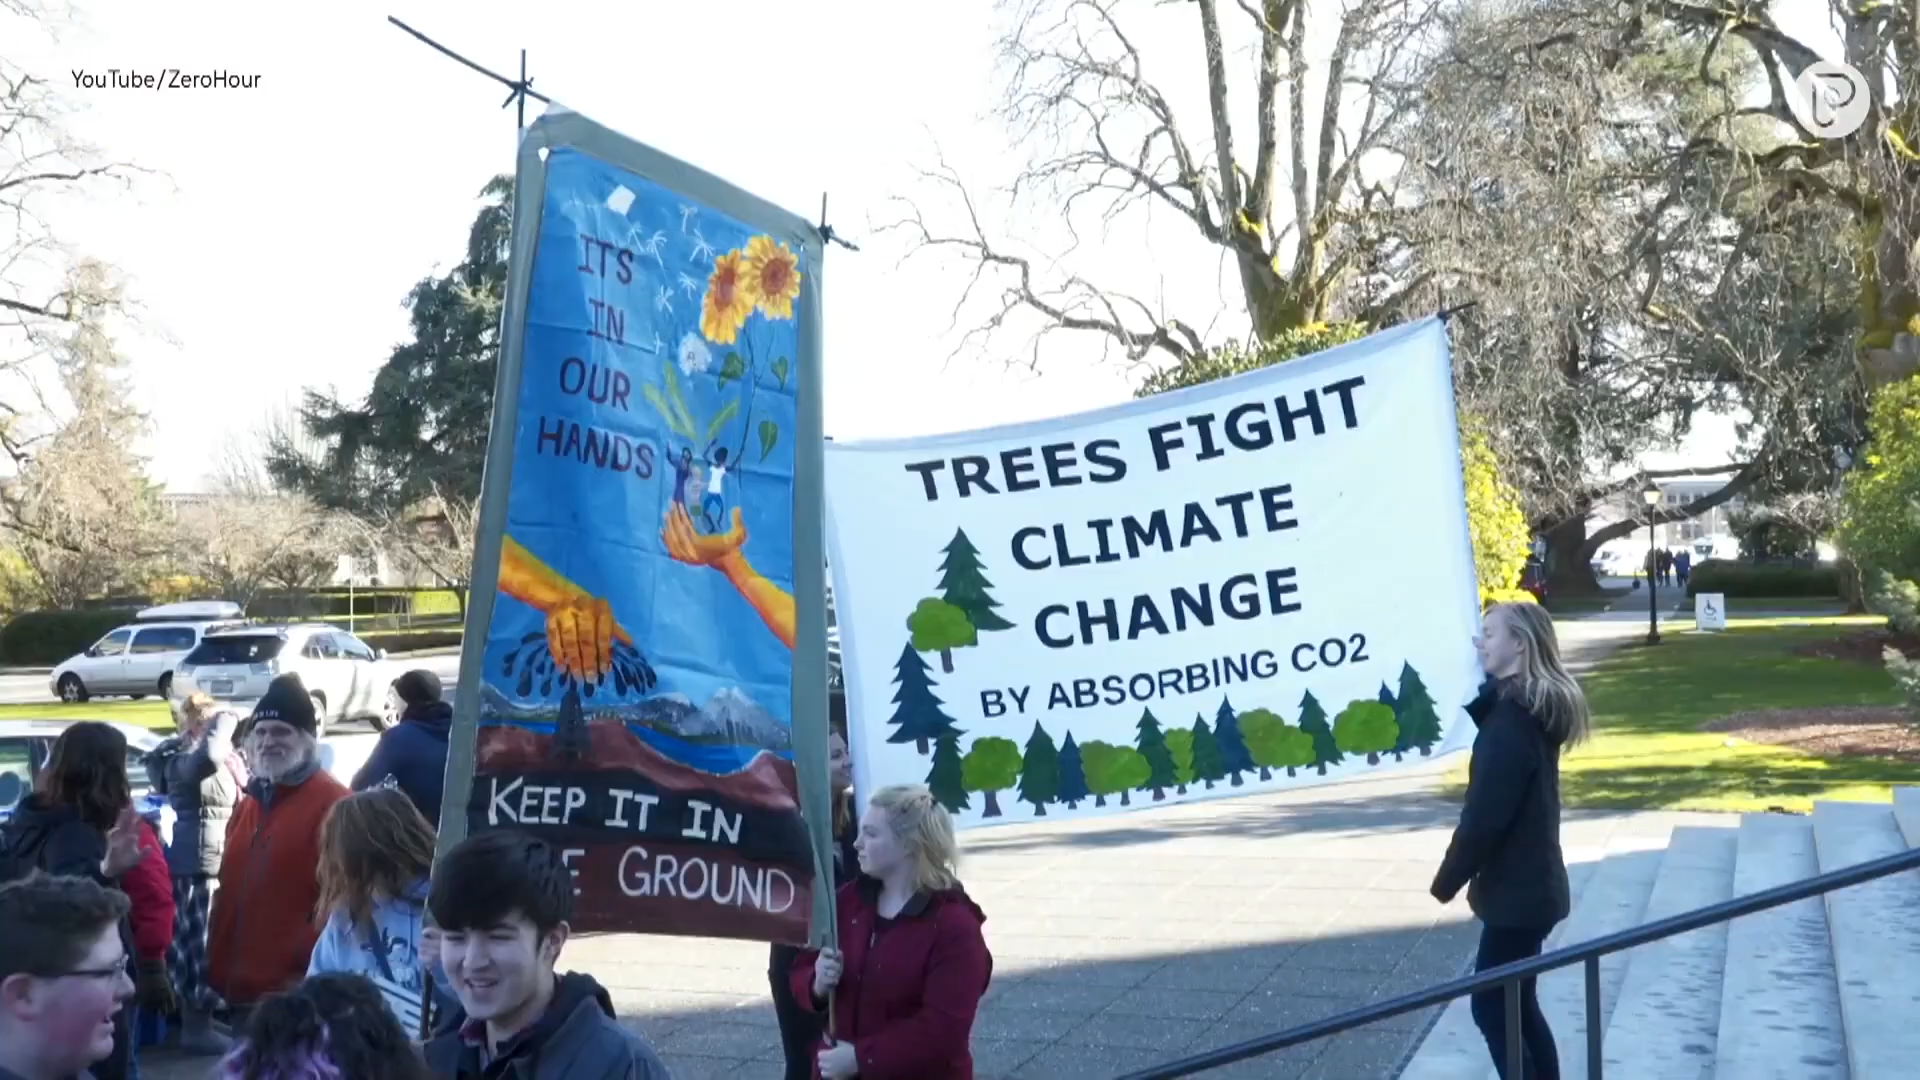 YouTube/ZeroHour
ITS
IN
OUR
HANDS
KEEP IT IN
GROUND
TREES FIGHT
CLIMATE
CHANGE
BY ABSORBING CO2